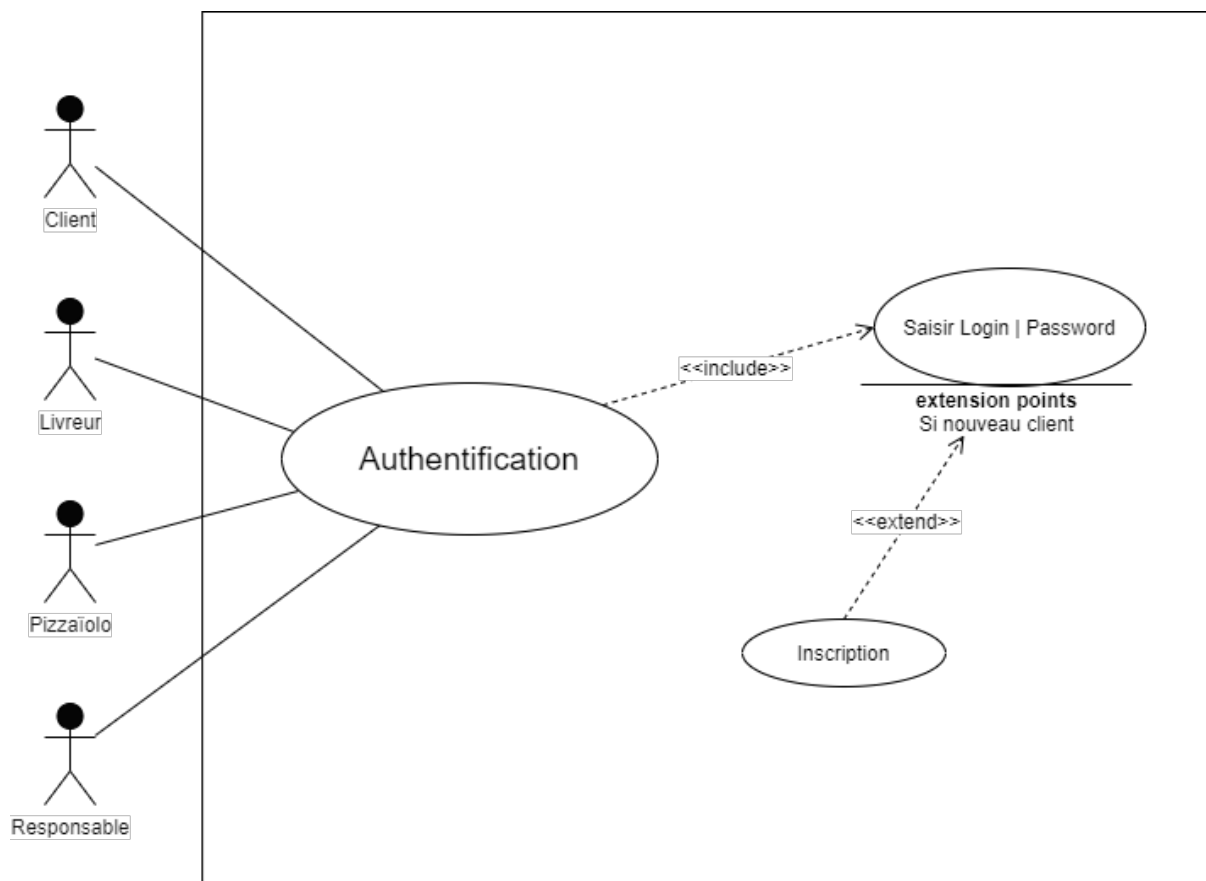 Client
Livreur
Pizzaïolo
Responsable
Authentification
<<include>>
Saisir Login | Password
extension points
Si nouveau client
<<extend>>
Inscription